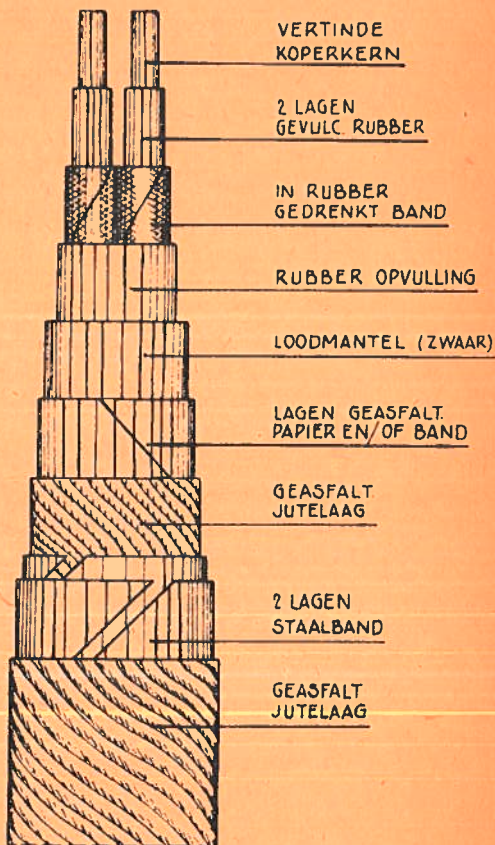 VERTINDE
KOPERKERN
2 LAGEN
GEVULC. RUBBER
IN RUBBER
GEDRENKT BAND
RUBBER OPVULLING
LOODMANTEL (ZWAAR)
LAGEN GEASFALT.
PAPIER EN/OF BAND
GEASFALT
JUTELAAG
2 LAGEN
STAALBAND
GEASFALT
JUTELAAG